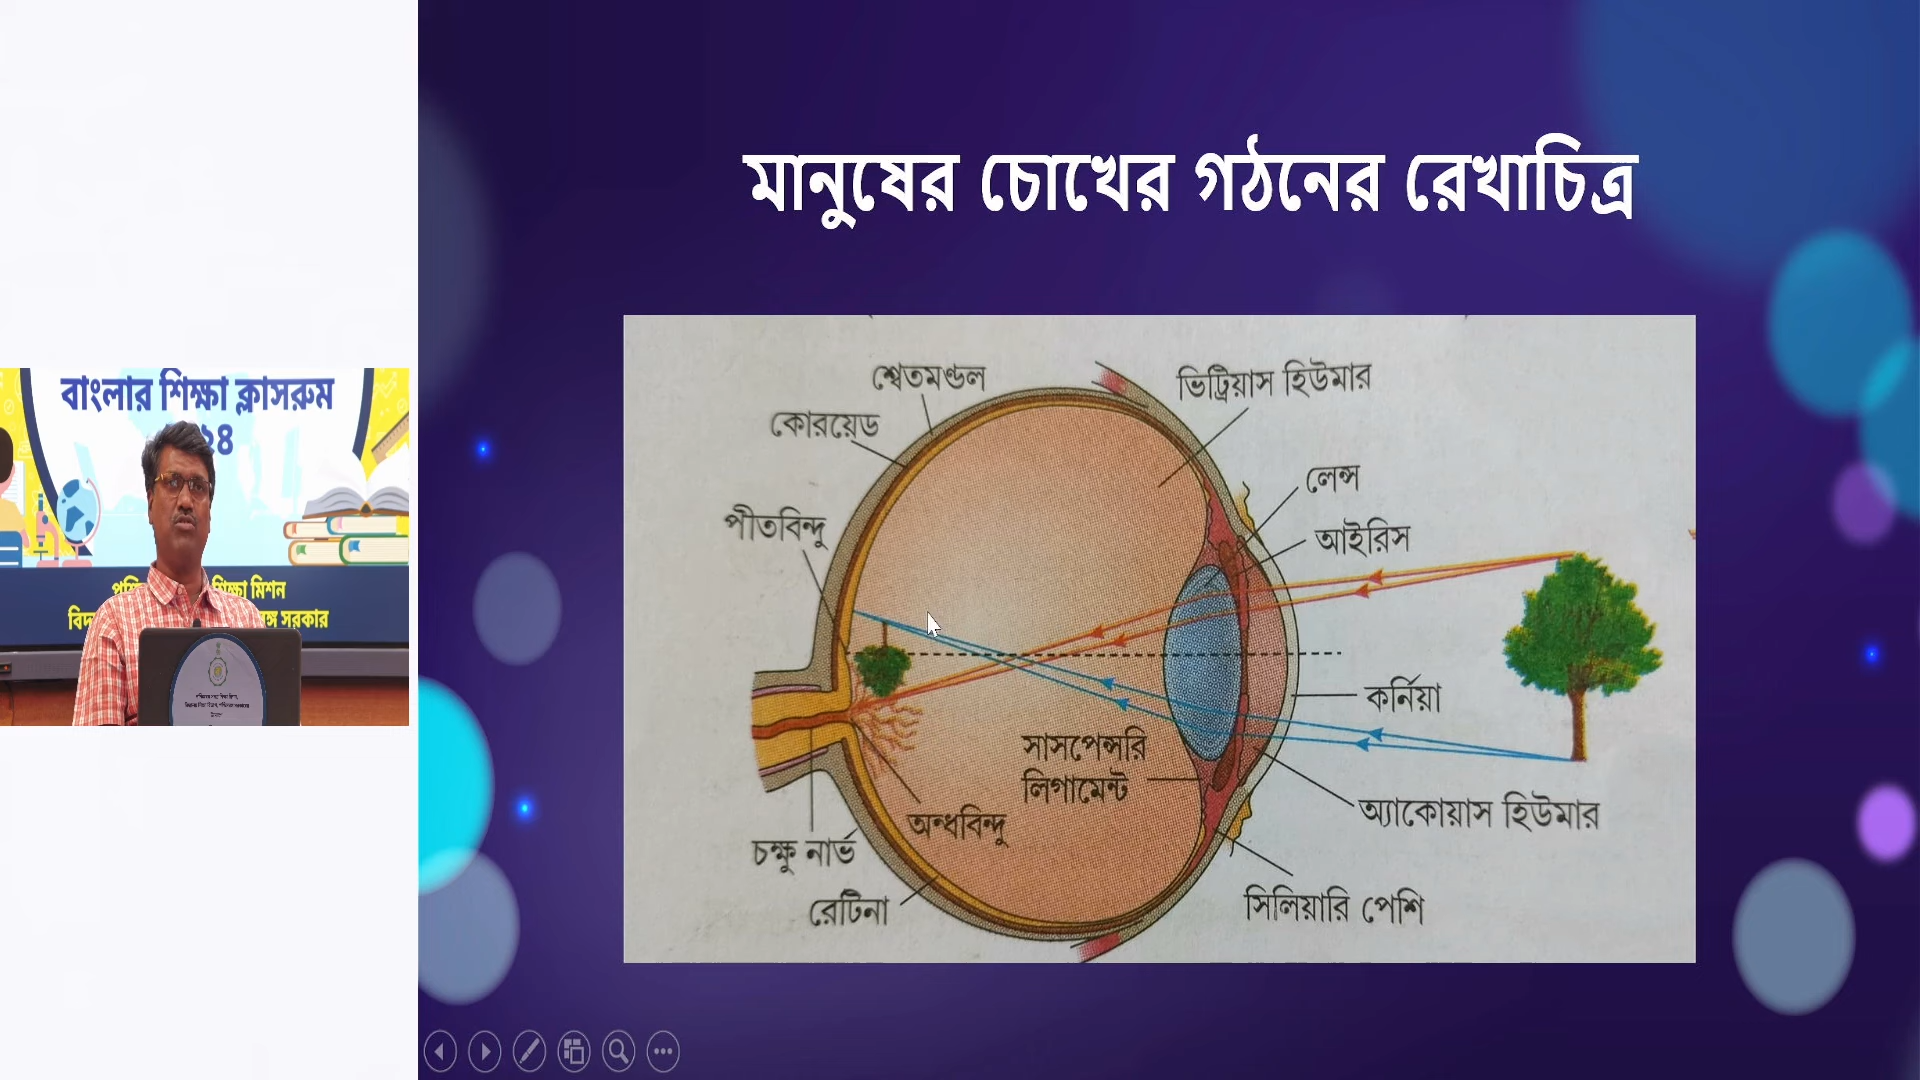 মানুষের চোখের গঠনের রেখাচিত্র
শ্বেতমণ্ডল
ভিট্রিয়াস হিউমার
কোরয়েড
লেন্স
পীতবিন্দু
আইরিস
কর্নিয়া
সাসপেন্সরি
লিগামেন্ট
অ্যাকোয়াস হিউমার
অন্ধবিন্দু
চক্ষু নার্ভ
রেটিনা
সিলিয়ারি পেশি
বাংলার শিক্ষা ক্লাসরুম
২৪
শিক্ষা মিশন
সরকার